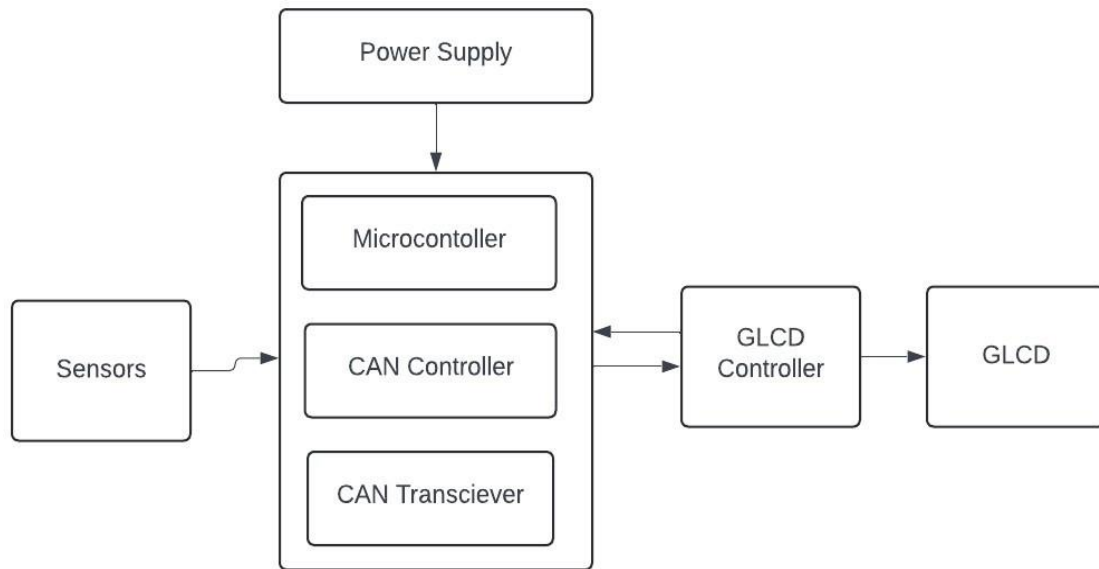 Power Supply
Microcontoller
CAN Controller
CAN Transciever
Sensors
GLCD
Controller
GLCD